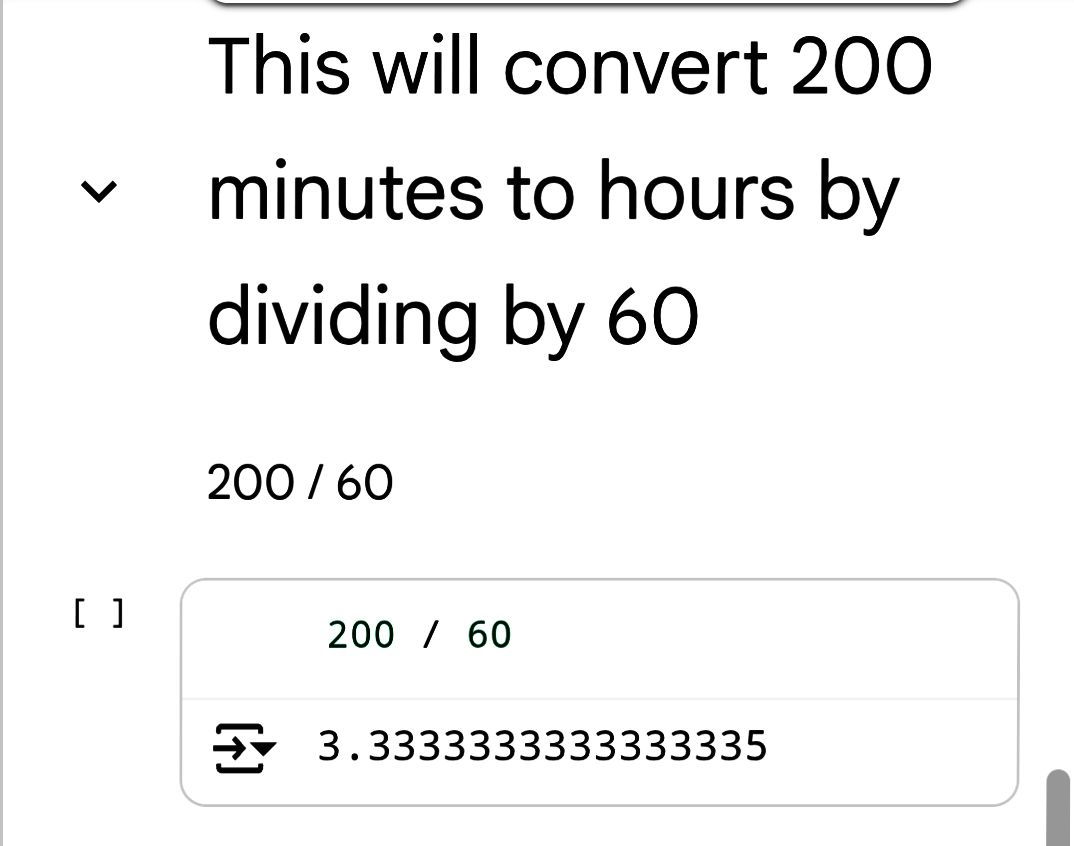 This will convert 200
minutes to hours by
dividing by 60
200 / 60
[ ]
200 / 60
3.3333333333333335